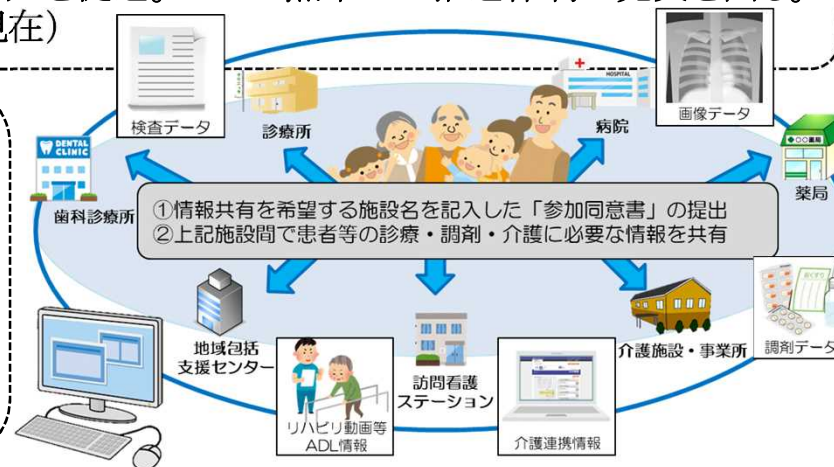 現在）
検査データ
診療所
HOSPITAL
病院
画像データ
DENTAL
CLINIC
歯科診療所
○○薬局
薬局
①情報共有を希望する施設名を記入した「参加同意書」の提出
②上記施設間で患者等の診療・調剤・介護に必要な情報を共有
地域包括
支援センター
リハビリ動画等
ADL情報
訪問看護
ステーション
介護連携情報
介護施設・事業所
おくすり
調剤データ